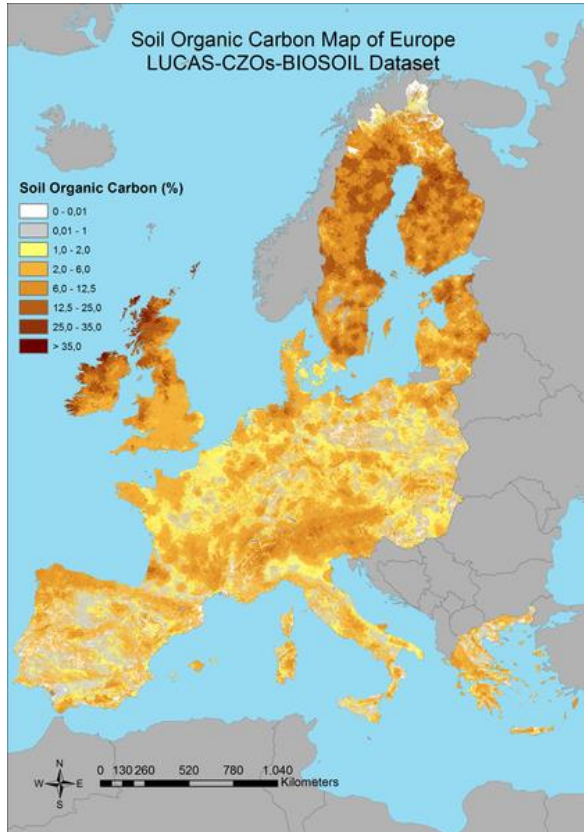 Soil Organic Carbon Map of Europe
LUCAS-CZOs-BIOSOIL Dataset
Soil Organic Carbon (%)
0 - 0,01
0,01 - 1
1,0 - 2,0
2,0 - 6,0
6,0 - 12,5
12,5 - 25,0
25,0 - 35,0
> 35,0
N
W E
S
0 130 260 520 780 1.040
Kilometers